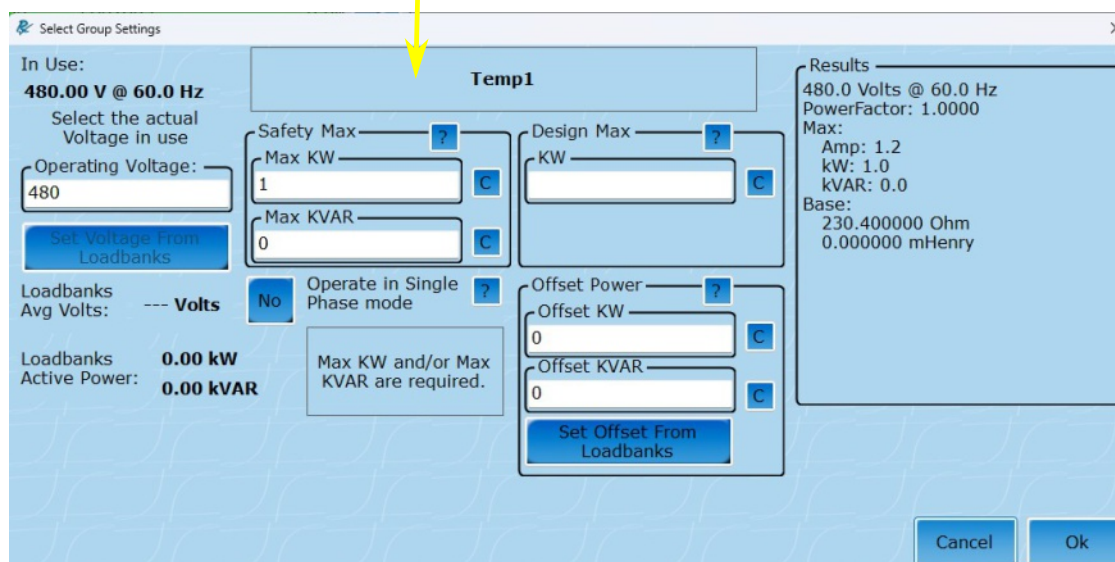 Select Group Settings
In Use:
480.00 V @ 60.0 Hz
Select the actual
Voltage in use
Operating Voltage:
480
Set Voltage From
Loadbanks
Loadbanks
Avg Volts: --- Volts
Loadbanks
Active Power:
0.00 kW
0.00 kVAR
Temp1
Safety Max ?
Max KW
1 C
Max KVAR
0 C
No
Operate in Single
Phase mode
?
Max KW and/or Max
KVAR are required.
Design Max ?
KW
C
Offset Power ?
Offset KW
0 C
Offset KVAR
0 C
Set Offset From
Loadbanks
Results
480.0 Volts @ 60.0 Hz
PowerFactor: 1.0000
Max:
Amp: 1.2
kW: 1.0
kVAR: 0.0
Base:
230.400000 Ohm
0.000000 mHenry
Cancel
Ok